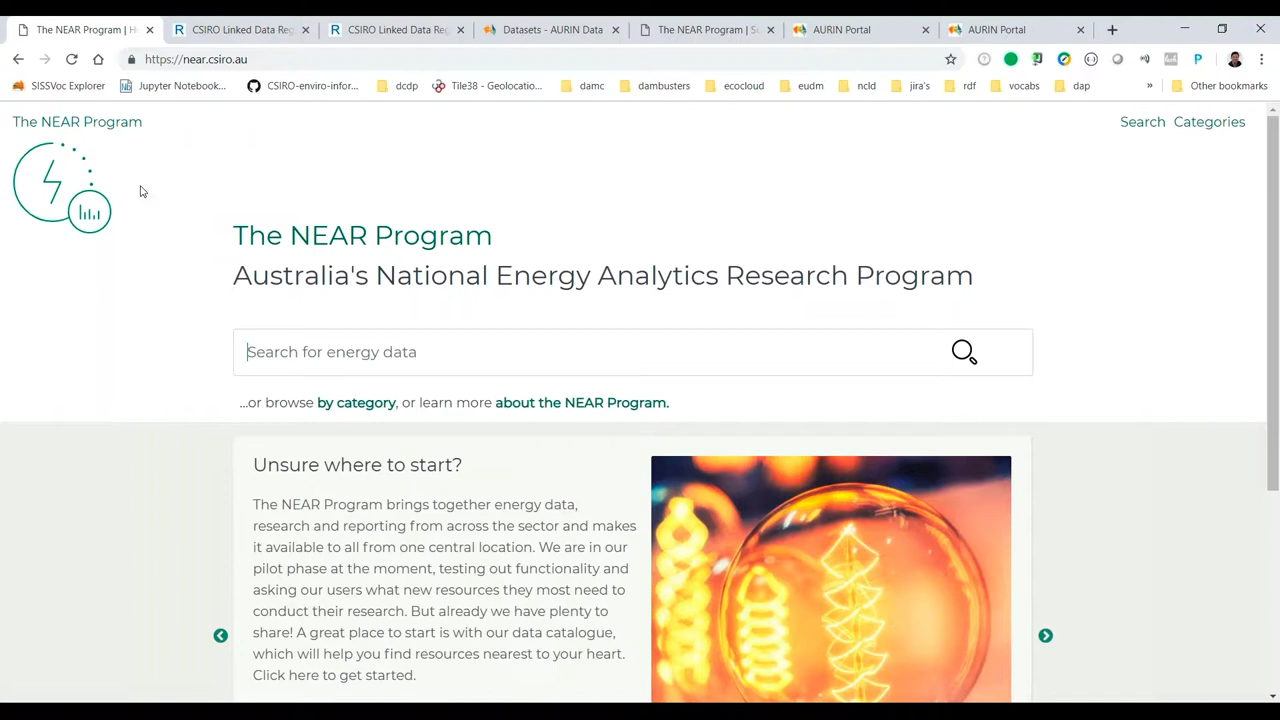 The NEAR Program | H
CSIRO Linked Data Reg
CSIRO Linked Data Reg
Datasets - AURIN Data
The NEAR Program | Su
AURIN Portal
AURIN Portal
https://near.csiro.au
SISSVoc Explorer
Jupyter Notebook...
CSIRO-enviro-infor...
dcdp
Tile38 - Geolocatio...
damc
dambusters
ecocloud
eudm
ncld
jira's
rdf
vocabs
dap
»
Other bookmarks
The NEAR Program
Search Categories
The NEAR Program
Australia's National Energy Analytics Research Program
Search for energy data
...or browse by category, or learn more about the NEAR Program.
Unsure where to start?
The NEAR Program brings together energy data,
research and reporting from across the sector and makes
it available to all from one central location. We are in our
pilot phase at the moment, testing out functionality and
asking our users what new resources they most need to
conduct their research. But already we have plenty to
share! A great place to start is with our data catalogue,
which will help you find resources nearest to your heart.
Click here to get started.